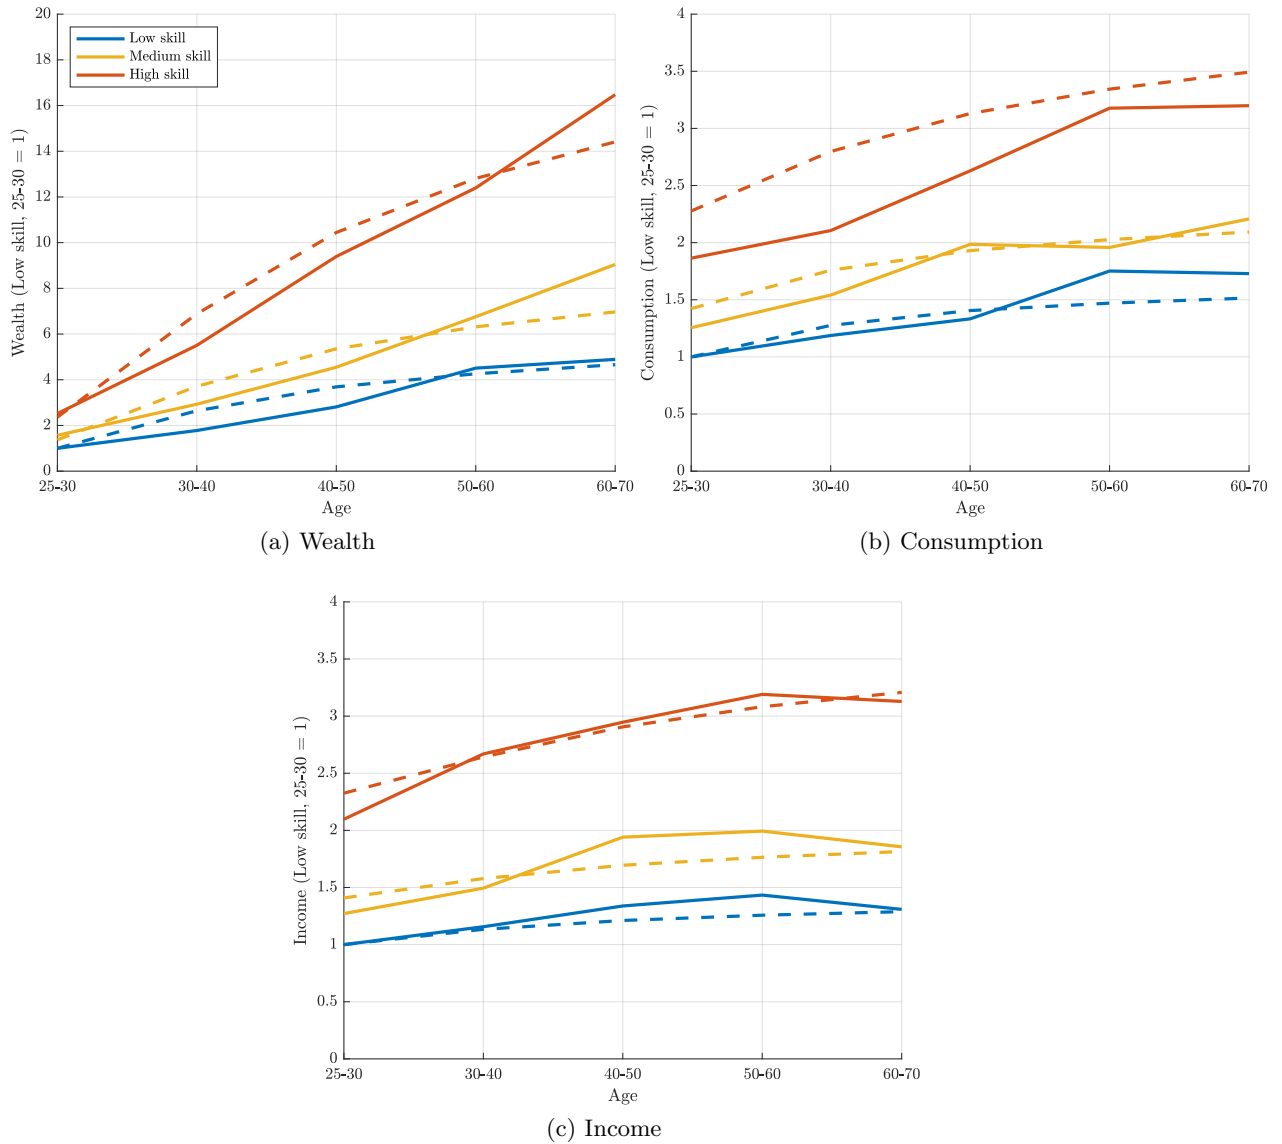 20
18
16
14
12
10
8
6
4
2
0
Wealth (Low skill, 25-30 = 1)
Low skill
Medium skill
High skill
25-30 30-40 40-50 50-60 60-70
Age
(a) Wealth
4
3.5
3
2.5
2
1.5
1
0.5
0
Consumption (Low skill, 25-30 = 1)
25-30 30-40 40-50 50-60 60-70
Age
(b) Consumption
4
3.5
3
2.5
2
1.5
1
0.5
0
Income (Low skill, 25-30 = 1)
25-30 30-40 40-50 50-60 60-70
Age
(c) Income